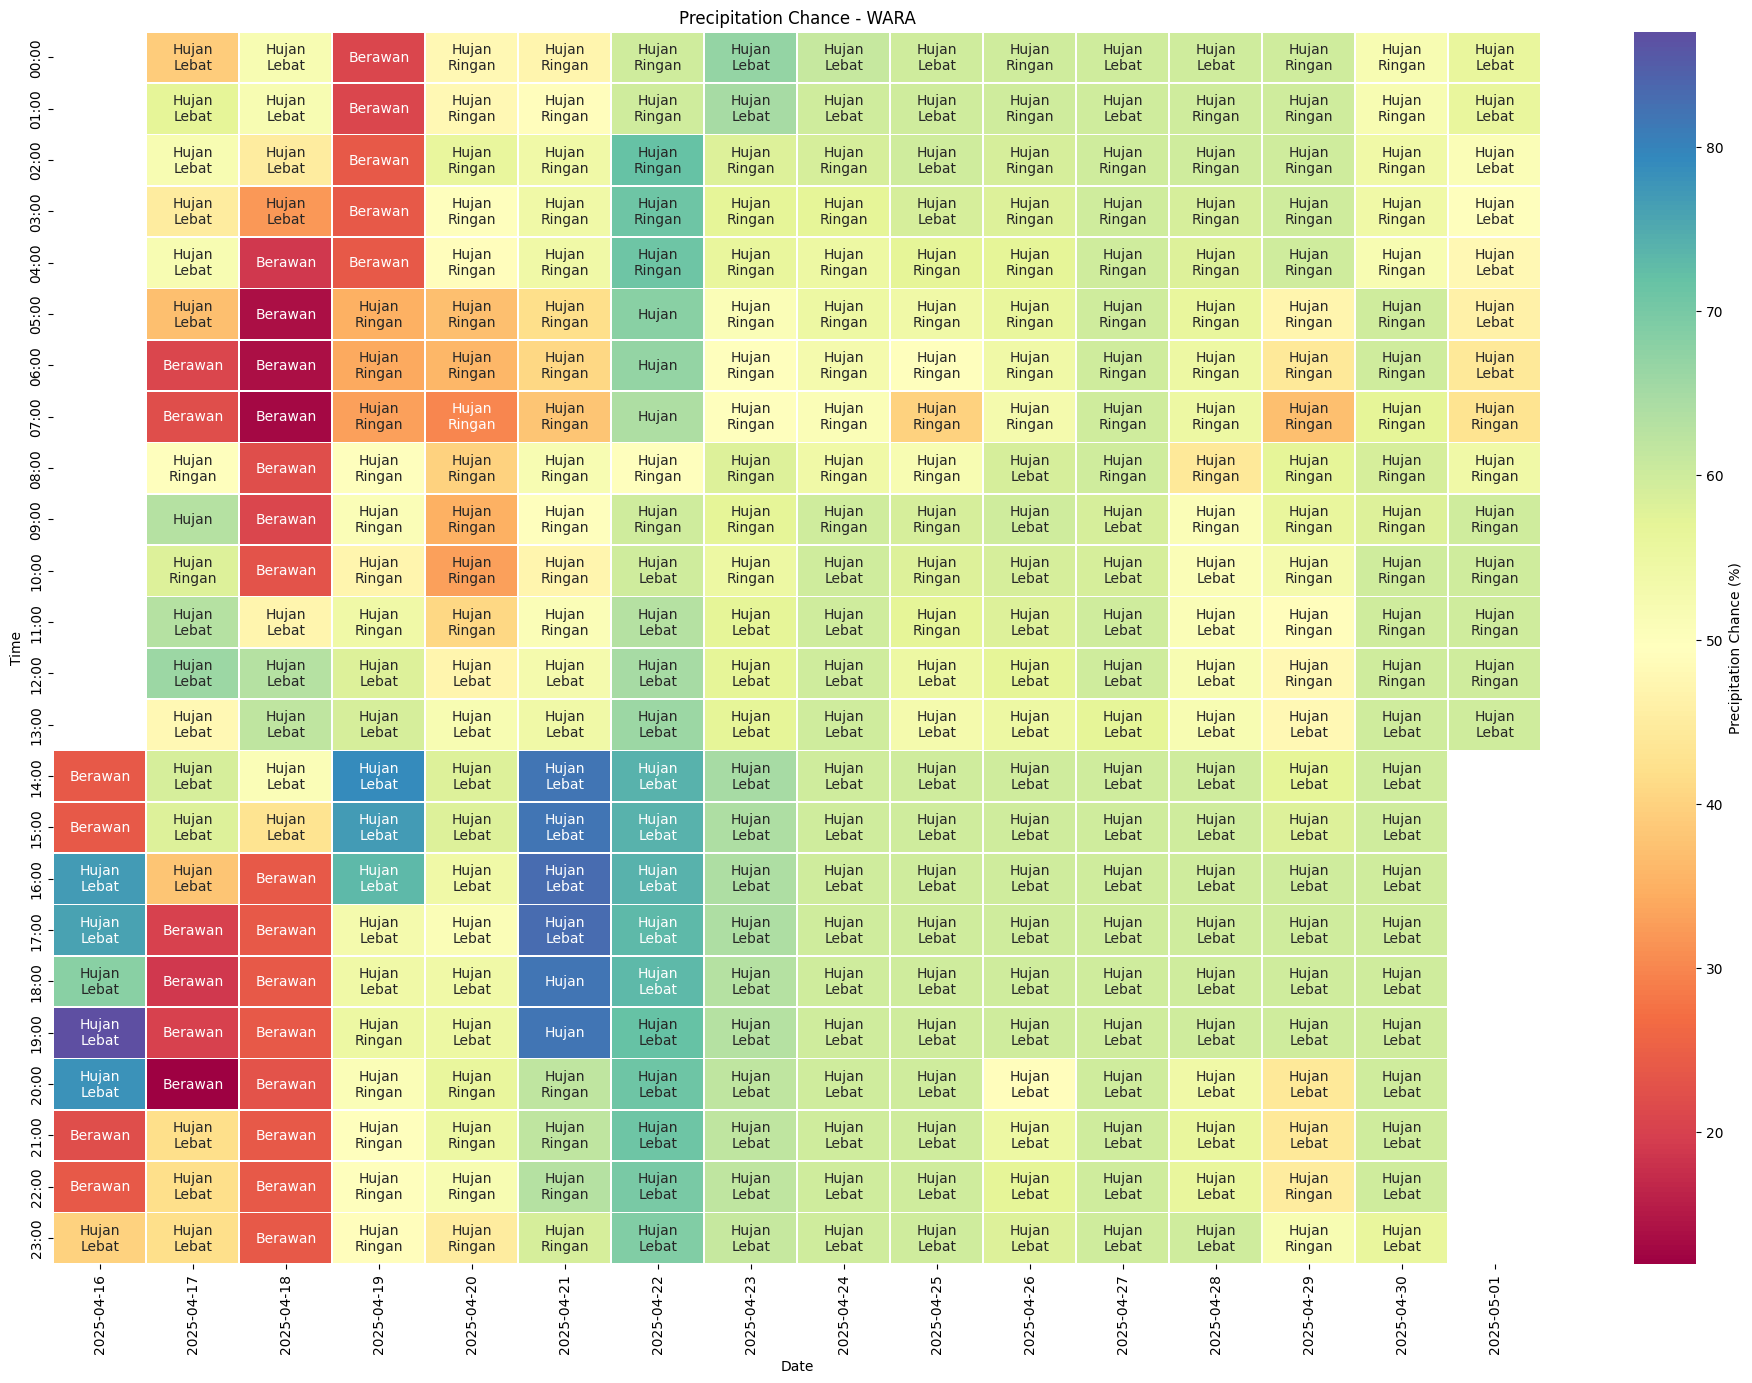 Precipitation Chance - WARA
00:00 Hujan Lebat Hujan Lebat Berawan Hujan Ringan Hujan Ringan Hujan Ringan Hujan Lebat Hujan Lebat Hujan Lebat Hujan Ringan Hujan Lebat Hujan Lebat Hujan Ringan Hujan Ringan Hujan Lebat
01:00 Hujan Lebat Hujan Lebat Berawan Hujan Ringan Hujan Ringan Hujan Ringan Hujan Lebat Hujan Lebat Hujan Lebat Hujan Ringan Hujan Lebat Hujan Ringan Hujan Ringan Hujan Ringan Hujan Lebat
02:00 Hujan Lebat Hujan Lebat Berawan Hujan Ringan Hujan Ringan Hujan Ringan Hujan Ringan Hujan Ringan Hujan Lebat Hujan Ringan Hujan Ringan Hujan Ringan Hujan Ringan Hujan Ringan Hujan Lebat
03:00 Hujan Lebat Hujan Lebat Berawan Hujan Ringan Hujan Ringan Hujan Ringan Hujan Ringan Hujan Ringan Hujan Lebat Hujan Ringan Hujan Ringan Hujan Ringan Hujan Ringan Hujan Ringan Hujan Lebat
04:00 Hujan Lebat Berawan Berawan Hujan Ringan Hujan Ringan Hujan Ringan Hujan Ringan Hujan Ringan Hujan Ringan Hujan Ringan Hujan Ringan Hujan Ringan Hujan Ringan Hujan Ringan Hujan Lebat
05:00 Hujan Lebat Berawan Hujan Ringan Hujan Ringan Hujan Ringan Hujan Hujan Ringan Hujan Ringan Hujan Ringan Hujan Ringan Hujan Ringan Hujan Ringan Hujan Ringan Hujan Ringan Hujan Lebat
06:00 Berawan Berawan Hujan Ringan Hujan Ringan Hujan Ringan Hujan Hujan Ringan Hujan Ringan Hujan Ringan Hujan Ringan Hujan Ringan Hujan Ringan Hujan Ringan Hujan Ringan Hujan Lebat
07:00 Berawan Berawan Hujan Ringan Hujan Ringan Hujan Ringan Hujan Hujan Ringan Hujan Ringan Hujan Ringan Hujan Ringan Hujan Ringan Hujan Ringan Hujan Ringan Hujan Ringan Hujan Ringan
08:00 Hujan Ringan Berawan Hujan Ringan Hujan Ringan Hujan Ringan Hujan Ringan Hujan Ringan Hujan Ringan Hujan Ringan Hujan Lebat Hujan Ringan Hujan Ringan Hujan Ringan Hujan Ringan Hujan Ringan
09:00 Hujan Berawan Hujan Ringan Hujan Ringan Hujan Ringan Hujan Ringan Hujan Ringan Hujan Ringan Hujan Ringan Hujan Lebat Hujan Lebat Hujan Ringan Hujan Ringan Hujan Ringan Hujan Ringan
10:00 Hujan Ringan Berawan Hujan Ringan Hujan Ringan Hujan Ringan Hujan Lebat Hujan Ringan Hujan Lebat Hujan Ringan Hujan Lebat Hujan Lebat Hujan Lebat Hujan Ringan Hujan Ringan Hujan Ringan
11:00 Hujan Lebat Hujan Lebat Hujan Ringan Hujan Ringan Hujan Ringan Hujan Lebat Hujan Lebat Hujan Lebat Hujan Ringan Hujan Lebat Hujan Lebat Hujan Lebat Hujan Ringan Hujan Ringan Hujan Ringan
12:00 Hujan Lebat Hujan Lebat Hujan Lebat Hujan Lebat Hujan Lebat Hujan Lebat Hujan Lebat Hujan Lebat Hujan Lebat Hujan Lebat Hujan Lebat Hujan Lebat Hujan Ringan Hujan Ringan Hujan Ringan
13:00 Hujan Lebat Hujan Lebat Hujan Lebat Hujan Lebat Hujan Lebat Hujan Lebat Hujan Lebat Hujan Lebat Hujan Lebat Hujan Lebat Hujan Lebat Hujan Lebat Hujan Lebat Hujan Lebat Hujan Lebat
14:00 Berawan Hujan Lebat Hujan Lebat Hujan Lebat Hujan Lebat Hujan Lebat Hujan Lebat Hujan Lebat Hujan Lebat Hujan Lebat Hujan Lebat Hujan Lebat Hujan Lebat Hujan Lebat Hujan Lebat
15:00 Berawan Hujan Lebat Hujan Lebat Hujan Lebat Hujan Lebat Hujan Lebat Hujan Lebat Hujan Lebat Hujan Lebat Hujan Lebat Hujan Lebat Hujan Lebat Hujan Lebat Hujan Lebat Hujan Lebat
16:00 Hujan Lebat Hujan Lebat Berawan Hujan Lebat Hujan Lebat Hujan Lebat Hujan Lebat Hujan Lebat Hujan Lebat Hujan Lebat Hujan Lebat Hujan Lebat Hujan Lebat Hujan Lebat Hujan Lebat
17:00 Hujan Lebat Berawan Berawan Hujan Lebat Hujan Lebat Hujan Lebat Hujan Lebat Hujan Lebat Hujan Lebat Hujan Lebat Hujan Lebat Hujan Lebat Hujan Lebat Hujan Lebat Hujan Lebat
18:00 Hujan Lebat Berawan Berawan Hujan Lebat Hujan Lebat Hujan Hujan Lebat Hujan Lebat Hujan Lebat Hujan Lebat Hujan Lebat Hujan Lebat Hujan Lebat Hujan Lebat Hujan Lebat
19:00 Hujan Lebat Berawan Berawan Hujan Ringan Hujan Lebat Hujan Hujan Lebat Hujan Lebat Hujan Lebat Hujan Lebat Hujan Lebat Hujan Lebat Hujan Lebat Hujan Lebat Hujan Lebat
20:00 Hujan Lebat Berawan Berawan Hujan Ringan Hujan Ringan Hujan Ringan Hujan Lebat Hujan Lebat Hujan Lebat Hujan Lebat Hujan Lebat Hujan Lebat Hujan Lebat Hujan Lebat Hujan Lebat
21:00 Berawan Hujan Lebat Berawan Hujan Ringan Hujan Ringan Hujan Ringan Hujan Lebat Hujan Lebat Hujan Lebat Hujan Lebat Hujan Lebat Hujan Lebat Hujan Lebat Hujan Lebat Hujan Lebat
22:00 Berawan Hujan Lebat Berawan Hujan Ringan Hujan Ringan Hujan Ringan Hujan Lebat Hujan Lebat Hujan Lebat Hujan Lebat Hujan Lebat Hujan Lebat Hujan Lebat Hujan Ringan Hujan Lebat
23:00 Hujan Lebat Hujan Lebat Berawan Hujan Ringan Hujan Ringan Hujan Ringan Hujan Lebat Hujan Lebat Hujan Lebat Hujan Lebat Hujan Lebat Hujan Lebat Hujan Lebat Hujan Ringan Hujan Lebat
Time
2025-04-16 2025-04-17 2025-04-18 2025-04-19 2025-04-20 2025-04-21 2025-04-22 2025-04-23 2025-04-24 2025-04-25 2025-04-26 2025-04-27 2025-04-28 2025-04-29 2025-04-30 2025-05-01
Date
80
70
60
50
40
30
20
Precipitation Chance (%)